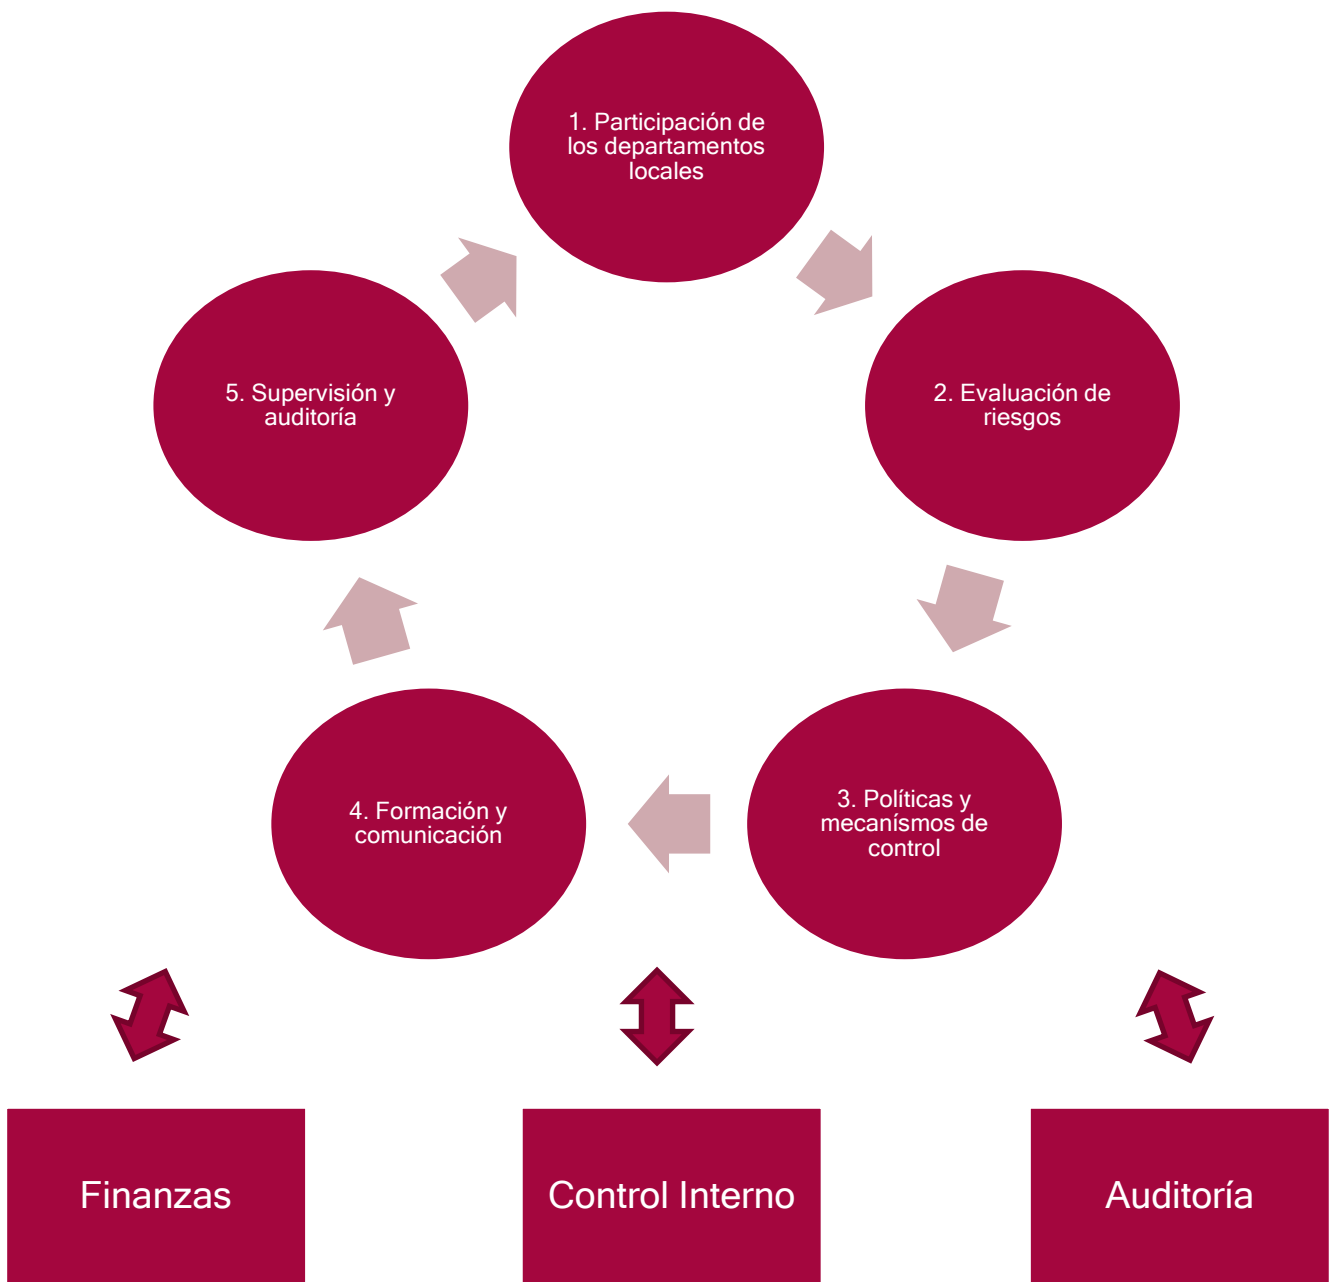 1. Participación de
los departamentos
locales
2. Evaluación de
riesgos
3. Políticas y
mecanísmos de
control
4. Formación y
comunicación
5. Supervisión y
auditoría
Finanzas
Control Interno
Auditoría